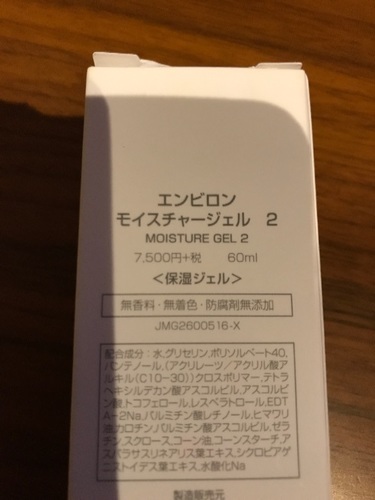 エンビロン
モイスチャージェル 2
MOISTURE GEL 2
7,500円+税 60ml
＜保湿ジェル＞
無香料・無着色・防腐剤無添加
JMG2600516-X
配合成分：水,グリセリン,ポリソルベート40,
パンテノール,（アクリレーツ／アクリル酸ア
ルキル(C10-30)）クロスポリマー,テトラ
ヘキシルデカン酸アスコルビル,アスコルビ
ン酸トコフェロール,レスベラトロール,EDT
A-2Na,パルミチン酸レチノール,ヒマワリ
油,カロチン,パルミチン酸アスコルビル,ゼラ
チン,スクロース,コーン油,コーンスターチ,ア
スパラサスリネアリス葉エキス,シクロピアゲ
ニストイデス葉エキス,水酸化Na
製造販売元